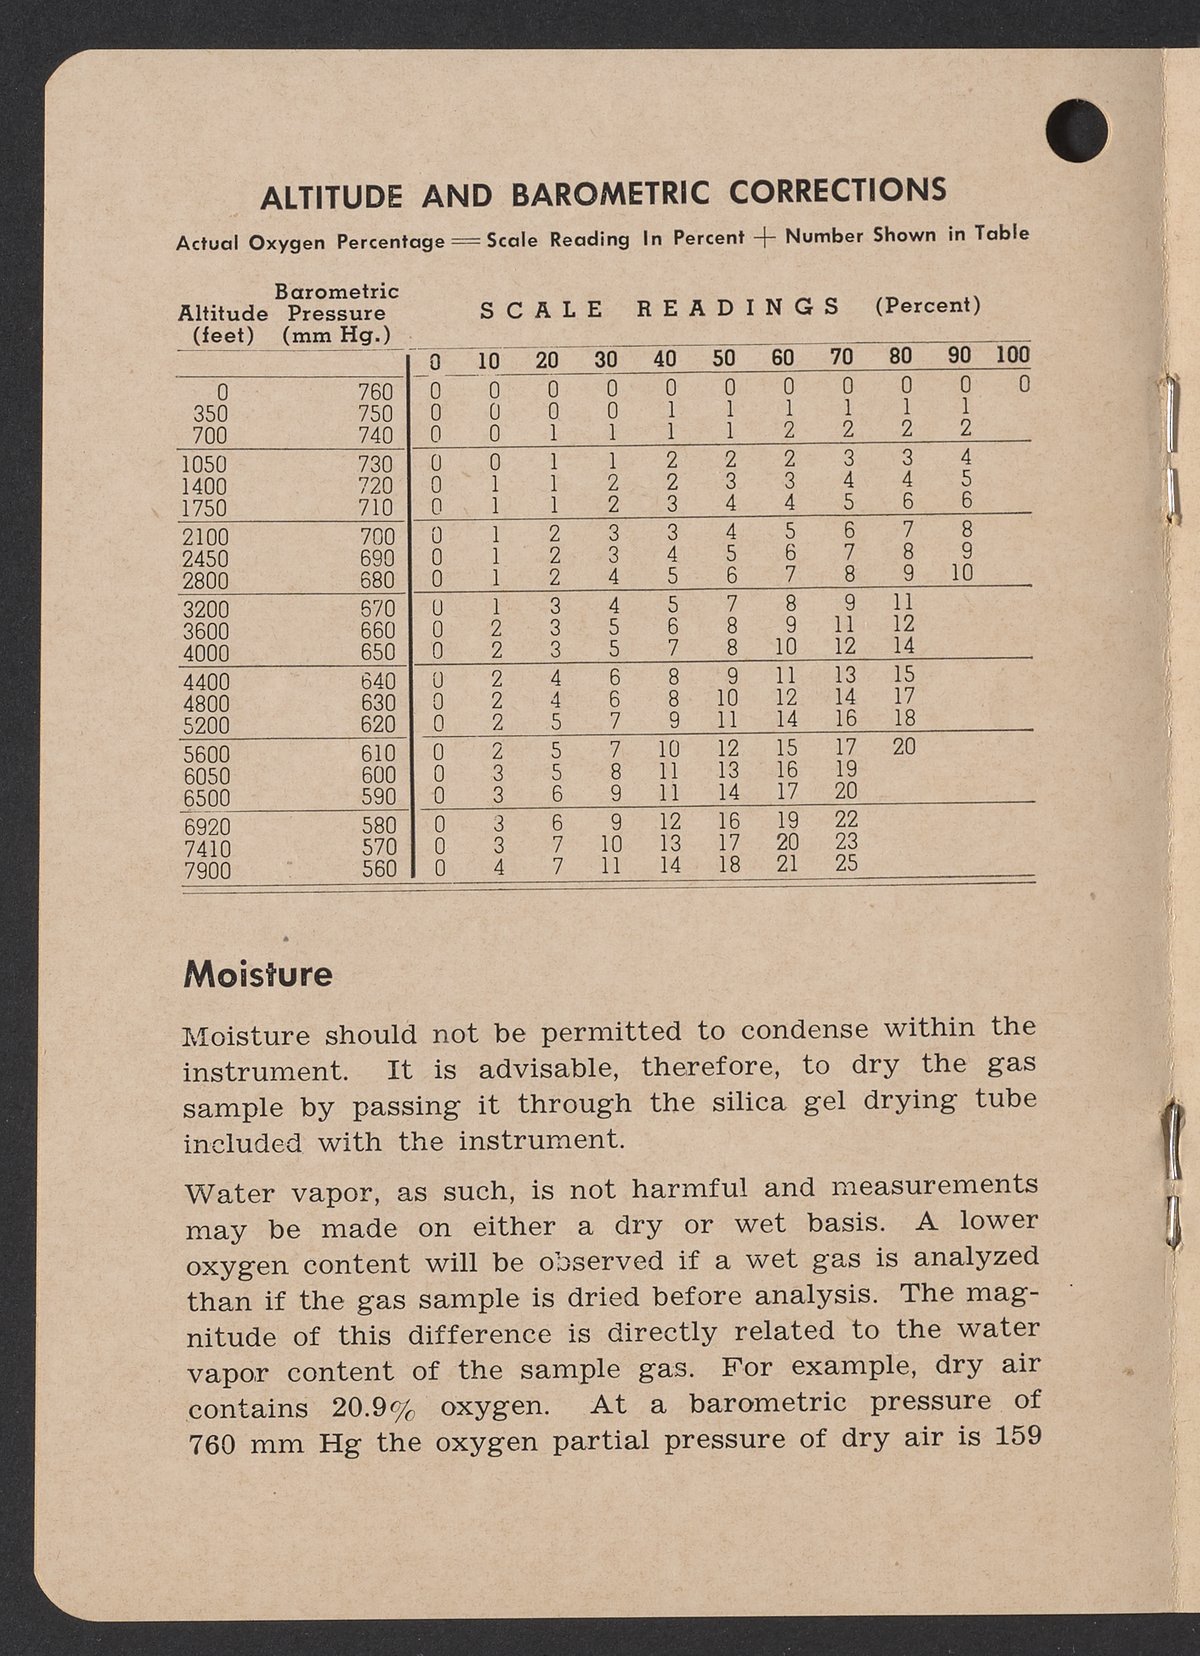 ALTITUDE AND BAROMETRIC CORRECTIONS
Actual Oxygen Percentage = Scale Reading In Percent + Number Shown in Table
Altitude (feet) Barometric Pressure (mm Hg.) SCALE READINGS (Percent)
0 10 20 30 40 50 60 70 80 90 100
0 760 0 0 0 0 0 0 0 0 0 0 0
350 750 0 0 0 0 1 1 1 1 1 1
700 740 0 0 1 1 1 1 2 2 2 2
1050 730 0 0 1 1 2 2 2 3 3 4
1400 720 0 1 1 2 2 3 3 4 4 5
1750 710 0 1 1 2 3 4 4 5 6 6
2100 700 0 1 2 3 3 4 5 6 7 8
2450 690 0 1 2 3 4 5 6 7 8 9
2800 680 0 1 2 4 5 6 7 8 9 10
3200 670 0 1 3 4 5 7 8 9 11
3600 660 0 2 3 5 6 8 9 11 12
4000 650 0 2 3 5 7 8 10 12 14
4400 640 0 2 4 6 8 9 11 13 15
4800 630 0 2 4 6 8 10 12 14 17
5200 620 0 2 5 7 9 11 14 16 18
5600 610 0 2 5 7 10 12 15 17 20
6050 600 0 3 5 8 11 13 16 19
6500 590 0 3 6 9 11 14 17 20
6920 580 0 3 6 9 12 16 19 22
7410 570 0 3 7 10 13 17 20 23
7900 560 0 4 7 11 14 18 21 25
Moisture
Moisture should not be permitted to condense within the
instrument. It is advisable, therefore, to dry the gas
sample by passing it through the silica gel drying tube
included with the instrument.
Water vapor, as such, is not harmful and measurements
may be made on either a dry or wet basis. A lower
oxygen content will be observed if a wet gas is analyzed
than if the gas sample is dried before analysis. The mag-
nitude of this difference is directly related to the water
vapor content of the sample gas. For example, dry air
contains 20.9% oxygen. At a barometric pressure of
760 mm Hg the oxygen partial pressure of dry air is 159